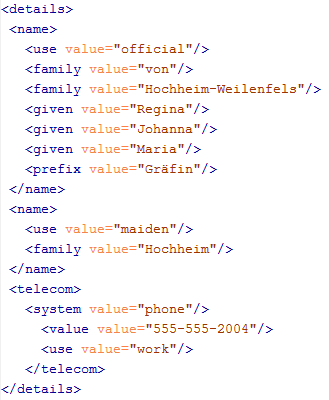 <details>
<name>
<use value="official"/>
<family value="von"/>
<family value="Hochheim-Weilenfels"/>
<given value="Regina"/>
<given value="Johanna"/>
<given value="Maria"/>
<prefix value="Gräfin"/>
</name>
<name>
<use value="maiden"/>
<family value="Hochheim"/>
</name>
<telecom>
<system value="phone"/>
<value value="555-555-2004"/>
<use value="work"/>
</telecom>
</details>